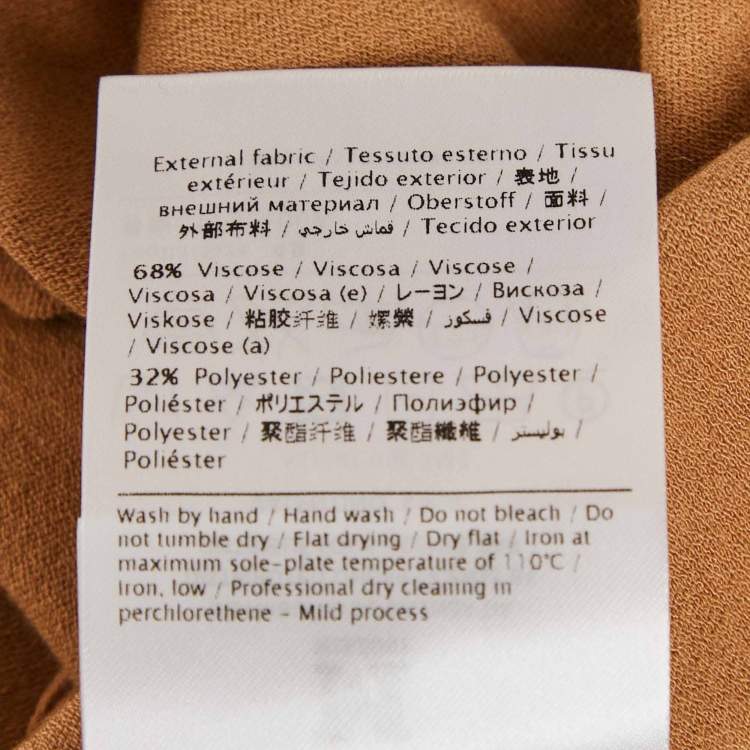 External fabric / Tessuto esterno / Tissu
extérieur / Tejido exterior / 表地 /
внешний материал / Oberstoff / 面料 /
外部布料 / قماش خارجي / Tecido exterior
68% Viscose / Viscosa / Viscose /
Viscosa / Viscosa (e) / レーヨン / Вискоза /
Viskose / 粘胶纤维 / 嫘縈 / فسكوز / Viscose
/ Viscose (a)
32% Polyester / Poliestere / Polyester /
Poliéster / ポリエステル / Полиэфир /
Polyester / 聚酯纤维 / 聚酯纖維 / بوليستر /
Poliéster
Wash by hand / Hand wash / Do not bleach / Do
not tumble dry / Flat drying / Dry flat / Iron at
maximum sole-plate temperature of 110°C /
Iron, low / Professional dry cleaning in
perchlorethene - Mild process